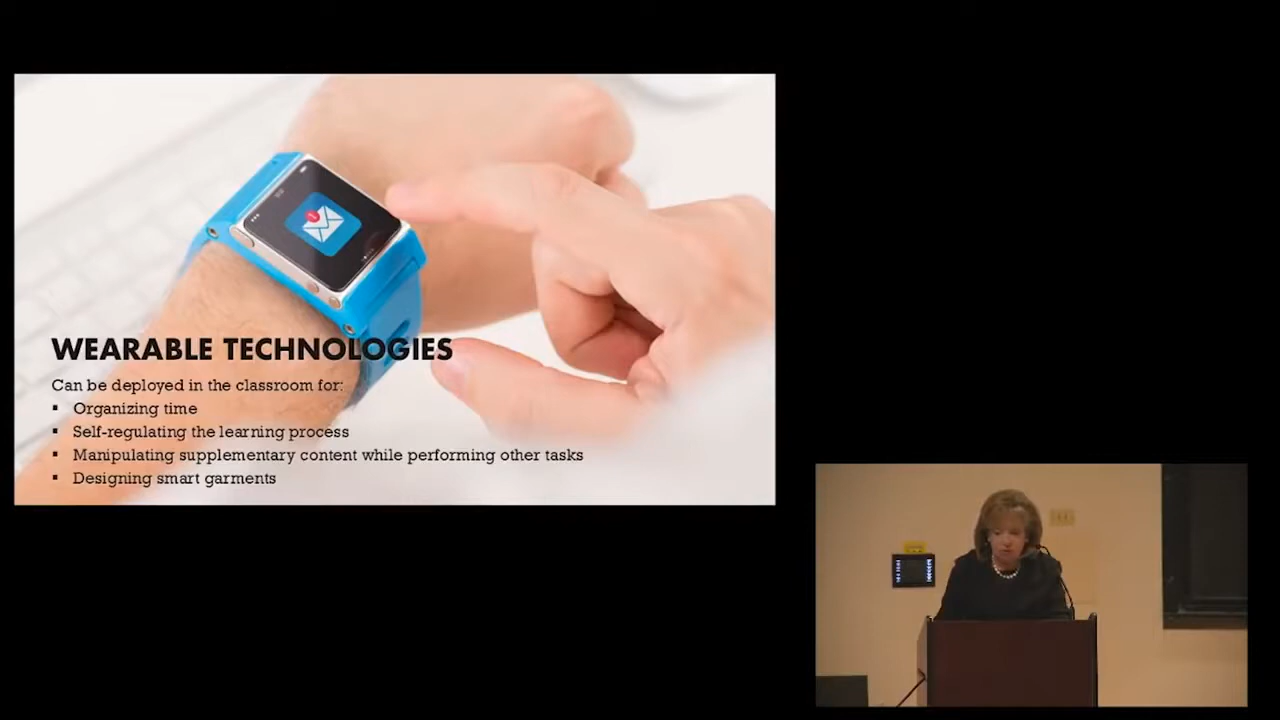 WEARABLE TECHNOLOGIES
Can be deployed in the classroom for:
▪ Organizing time
▪ Self-regulating the learning process
▪ Manipulating supplementary content while performing other tasks
▪ Designing smart garments